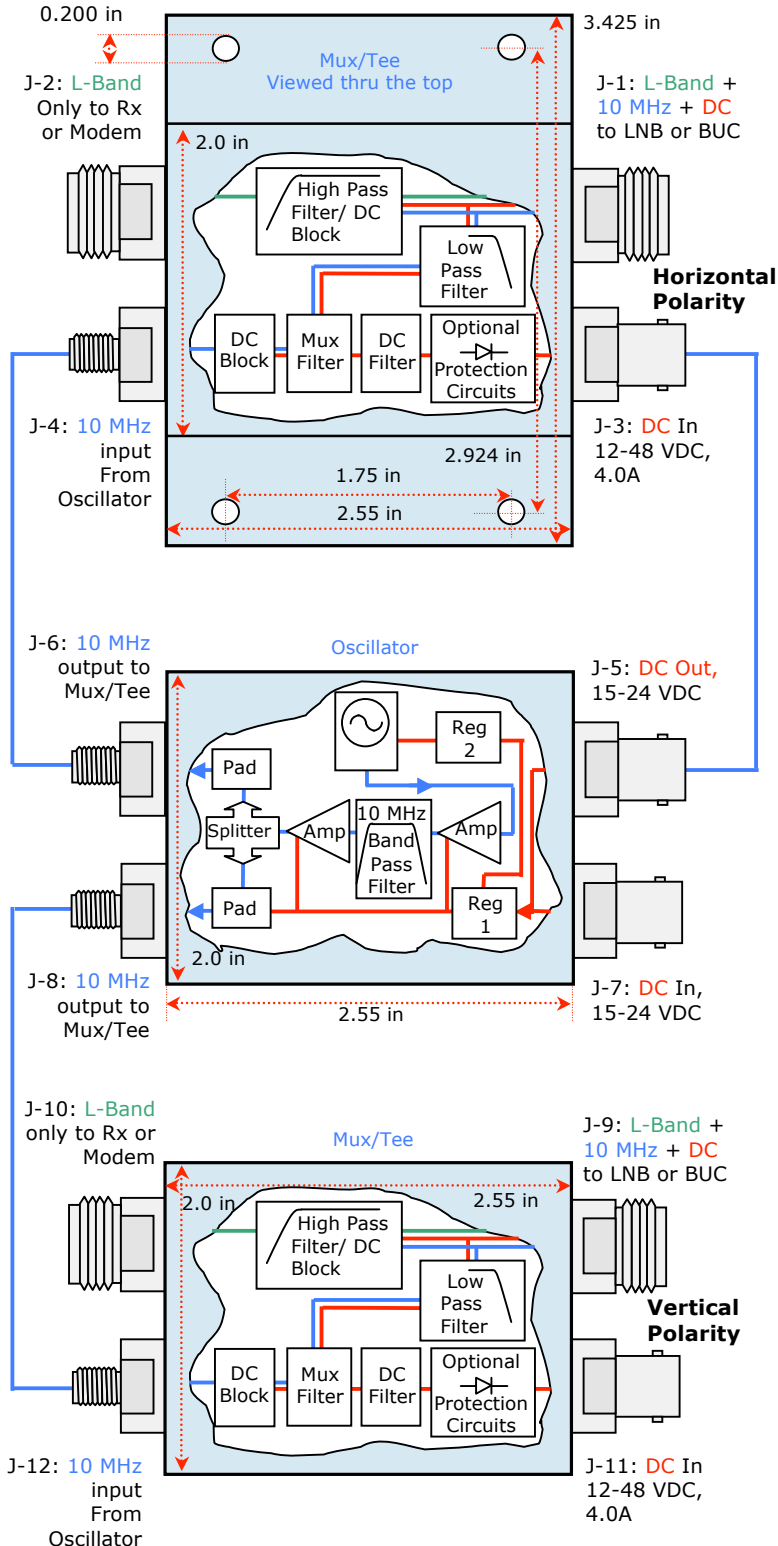 0.200 in
3.425 in
Mux/Tee
Viewed thru the top
J-2: L-Band
Only to Rx
or Modem
J-1: L-Band +
10 MHz + DC
to LNB or BUC
2.0 in
High Pass
Filter/ DC
Block
Low
Pass
Filter
Horizontal
Polarity
DC
Block
Mux
Filter
DC
Filter
Optional
Protection
Circuits
J-4: 10 MHz
input
From
Oscillator
J-3: DC In
12-48 VDC,
4.0A
2.924 in
1.75 in
2.55 in
J-6: 10 MHz
output to
Mux/Tee
Oscillator
J-5: DC Out,
15-24 VDC
Reg
2
Pad
10 MHz
Band
Pass
Filter
Splitter
Amp
Amp
Pad
Reg
1
2.0 in
J-8: 10 MHz
output to
Mux/Tee
J-7: DC In,
15-24 VDC
2.55 in
J-10: L-Band
only to Rx or
Modem
Mux/Tee
J-9: L-Band +
10 MHz + DC
to LNB or BUC
2.0 in
2.55 in
High Pass
Filter/ DC
Block
Low
Pass
Filter
Vertical
Polarity
DC
Block
Mux
Filter
DC
Filter
Optional
Protection
Circuits
J-12: 10 MHz
input
From
Oscillator
J-11: DC In
12-48 VDC,
4.0A